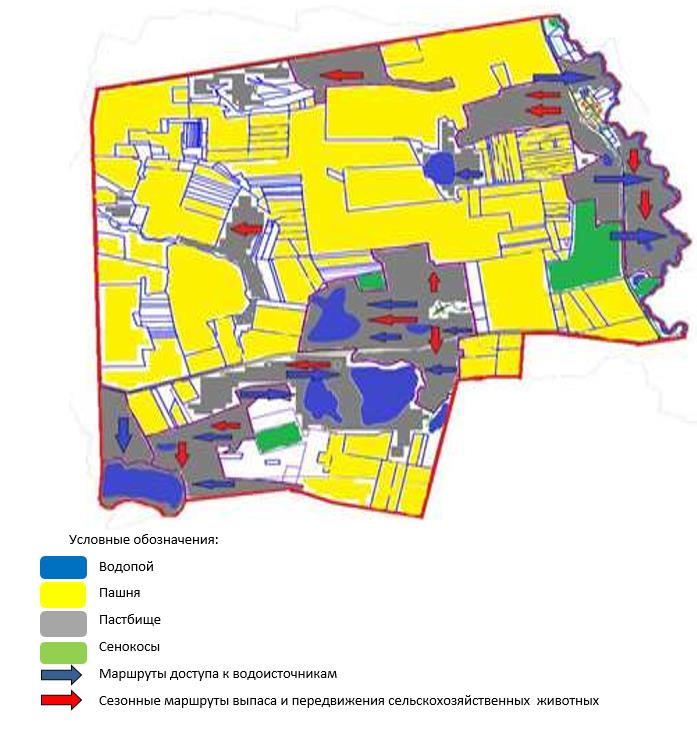 Условные обозначения:
Водопой
Пашня
Пастбище
Сенокосы
Маршруты доступа к водоисточникам
Сезонные маршруты выпаса и передвижения сельскохозяйственных животных